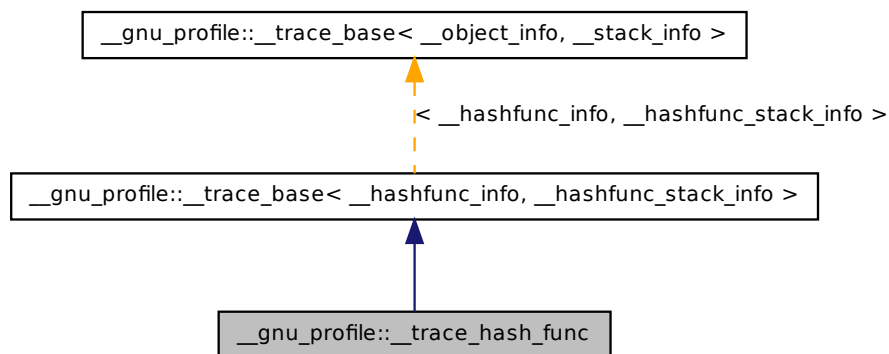 __gnu_profile::__trace_base< __object_info, __stack_info >
< __hashfunc_info, __hashfunc_stack_info >
__gnu_profile::__trace_base< __hashfunc_info, __hashfunc_stack_info >
__gnu_profile::__trace_hash_func